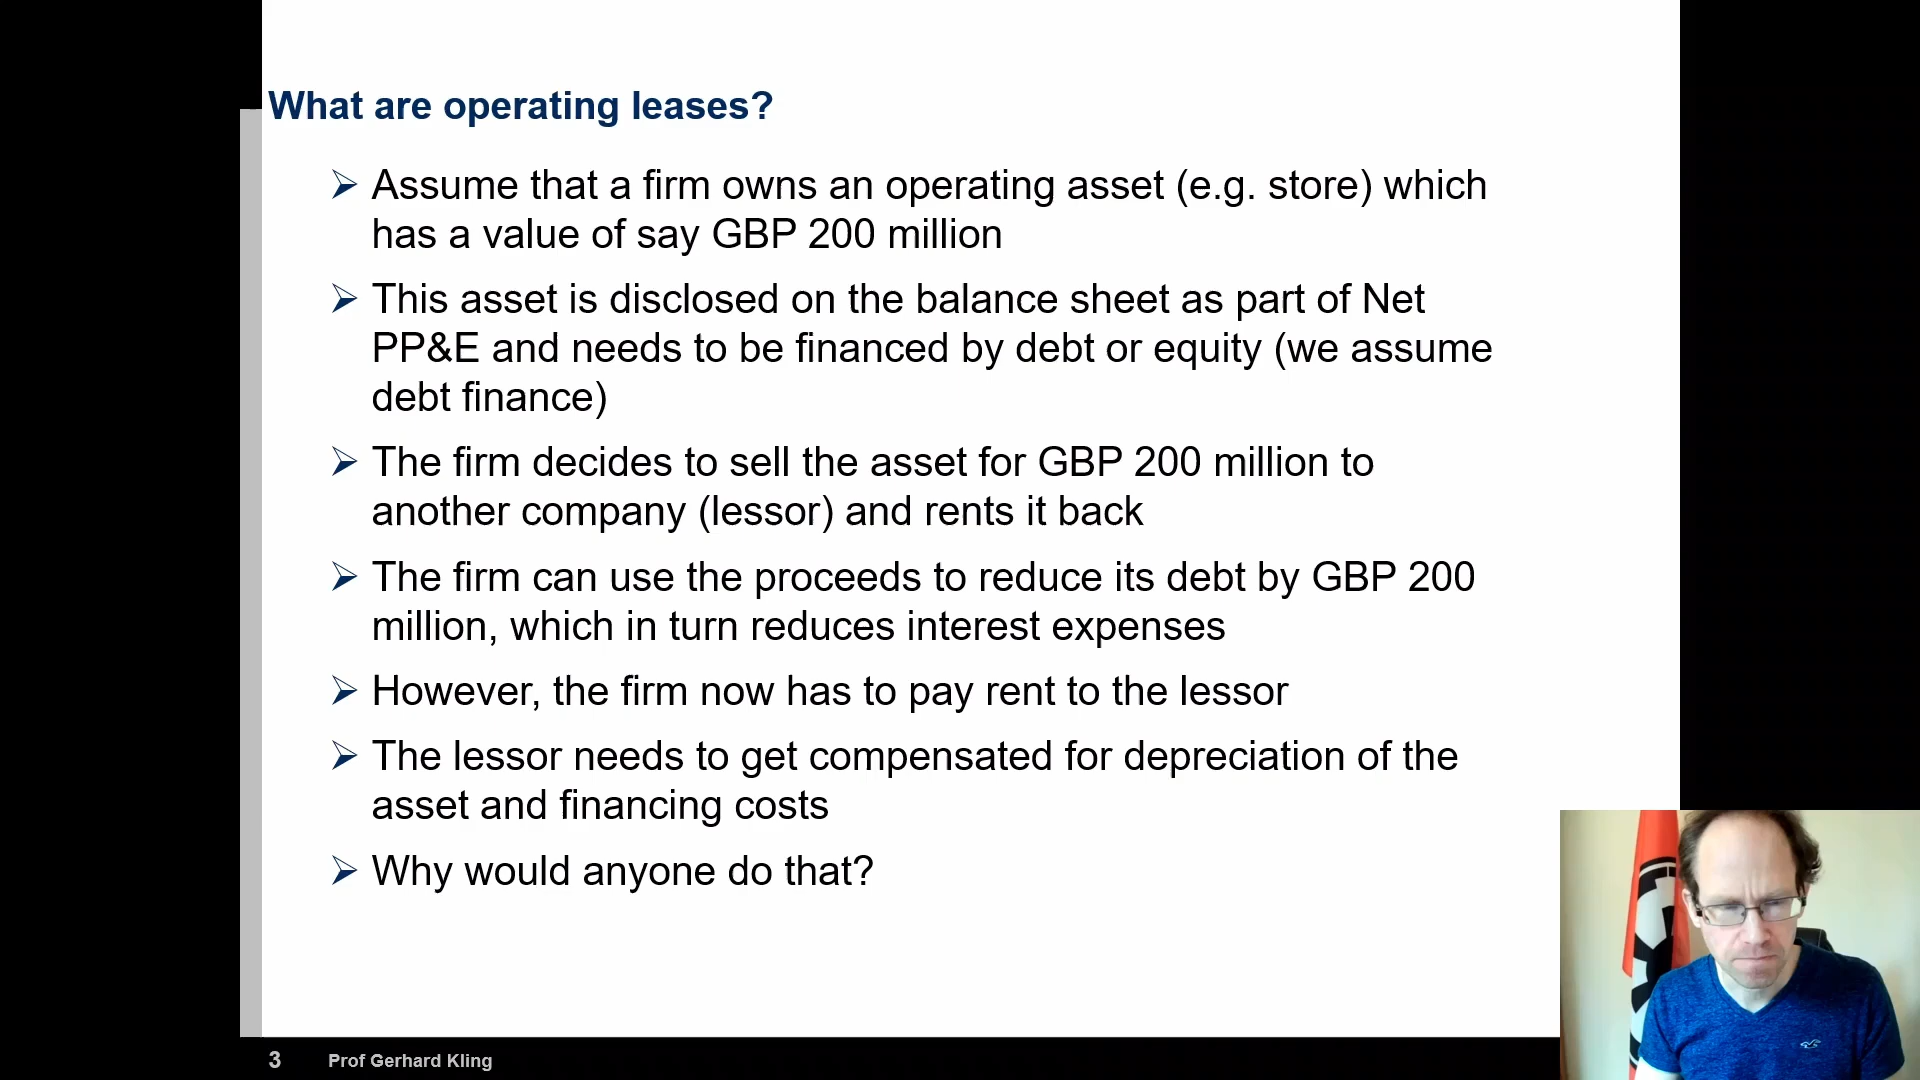 What are operating leases?
Assume that a firm owns an operating asset (e.g. store) which
has a value of say GBP 200 million
This asset is disclosed on the balance sheet as part of Net
PP&E and needs to be financed by debt or equity (we assume
debt finance)
The firm decides to sell the asset for GBP 200 million to
another company (lessor) and rents it back
The firm can use the proceeds to reduce its debt by GBP 200
million, which in turn reduces interest expenses
However, the firm now has to pay rent to the lessor
The lessor needs to get compensated for depreciation of the
asset and financing costs
Why would anyone do that?
3 Prof Gerhard Kling